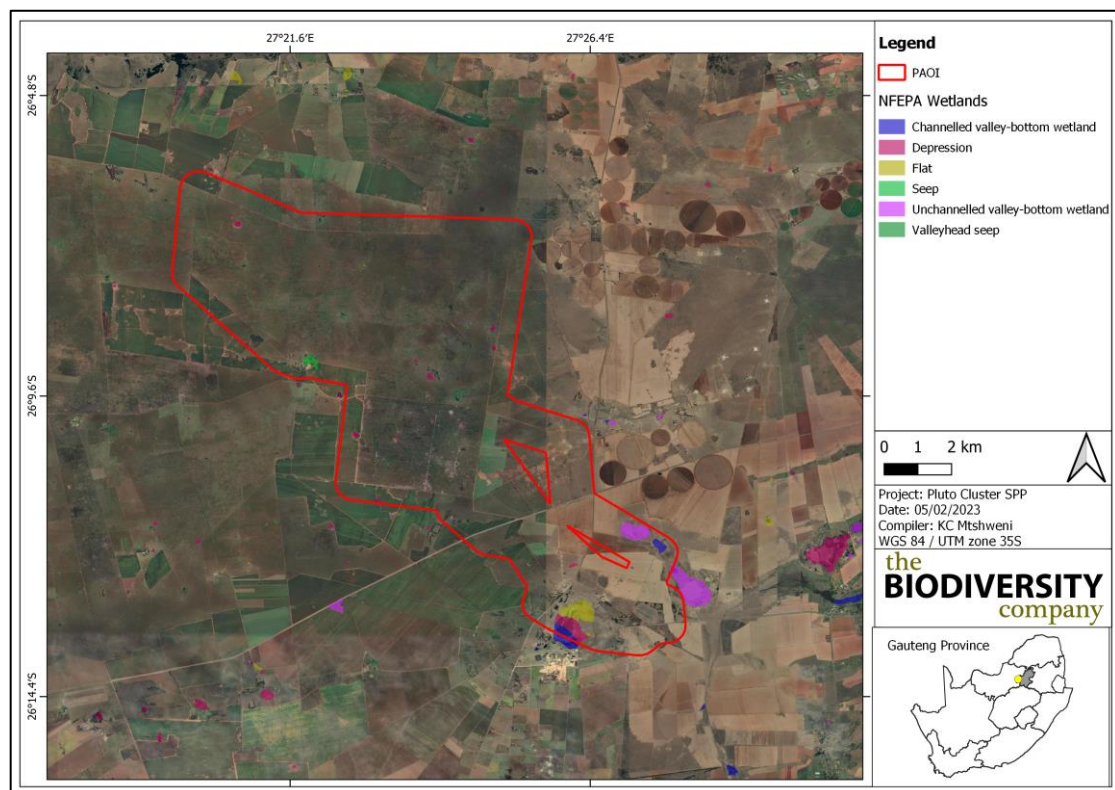 27°21.6'E
27°26.4'E
26°4.8'S
26°9.6'S
26°14.4'S
Legend
PAOI
NFEPA Wetlands
Channelled valley-bottom wetland
Depression
Flat
Seep
Unchannelled valley-bottom wetland
Valleyhead seep
0 1 2 km
Project: Pluto Cluster SPP
Date: 05/02/2023
Compiler: KC Mtshweni
WGS 84 / UTM zone 35S
the
BIODIVERSITY
company
Gauteng Province